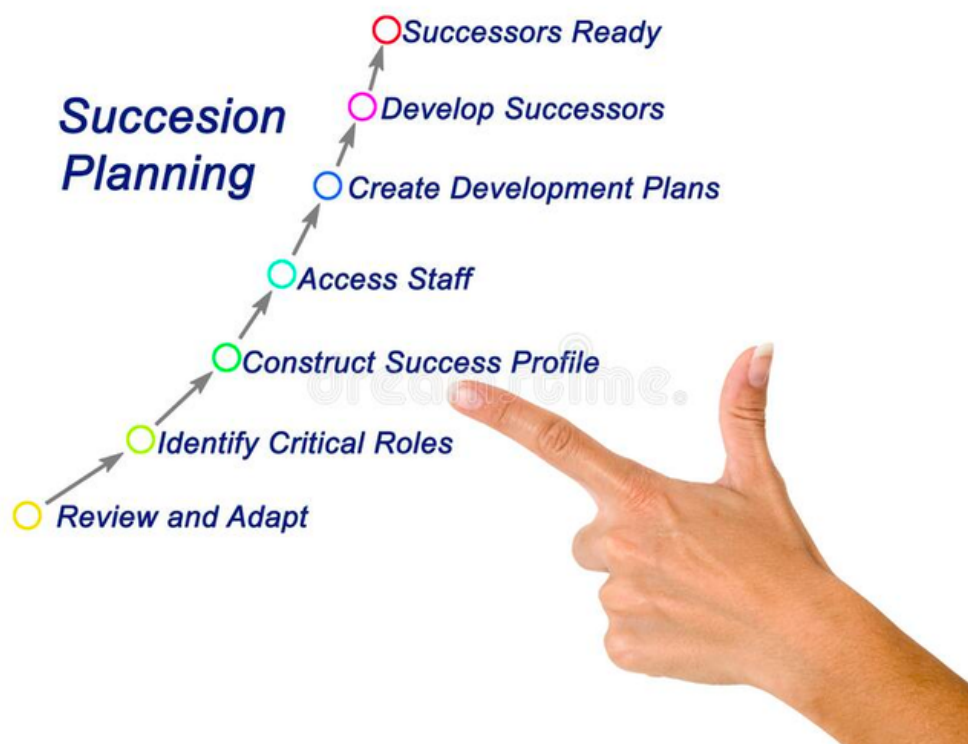 Successors Ready
Develop Successors
Succesion
Planning
Create Development Plans
Access Staff
Construct Success Profile
dreamstime.
Identify Critical Roles
Review and Adapt